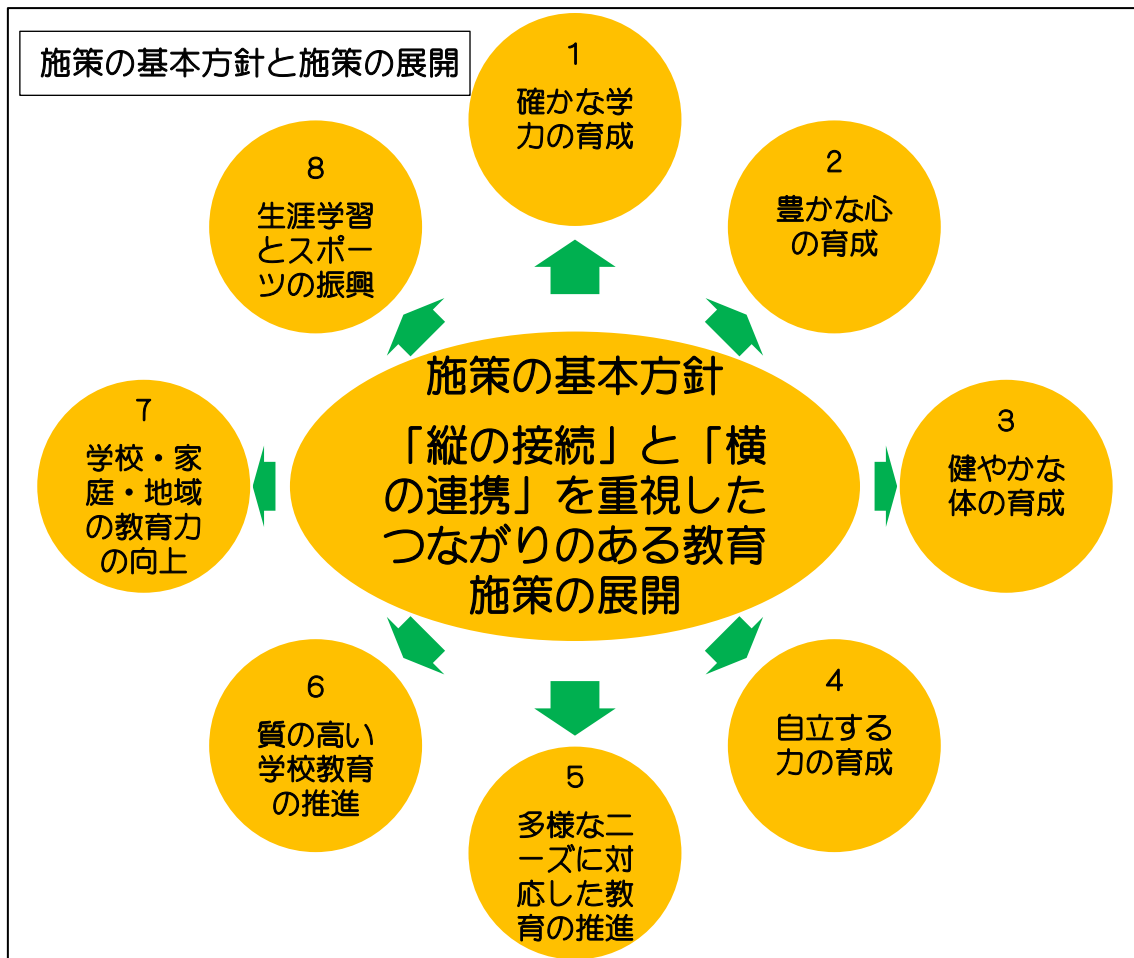 施策の基本方針と施策の展開
1
確かな学
力の育成
2
豊かな心
の育成
3
健やかな
体の育成
4
自立する
力の育成
5
多様なニ
ーズに対
応した教
育の推進
6
質の高い
学校教育
の推進
7
学校・家
庭・地域
の教育力
の向上
8
生涯学習
とスポー
ツの振興
施策の基本方針
「縦の接続」と「横
の連携」を重視した
つながりのある教育
施策の展開